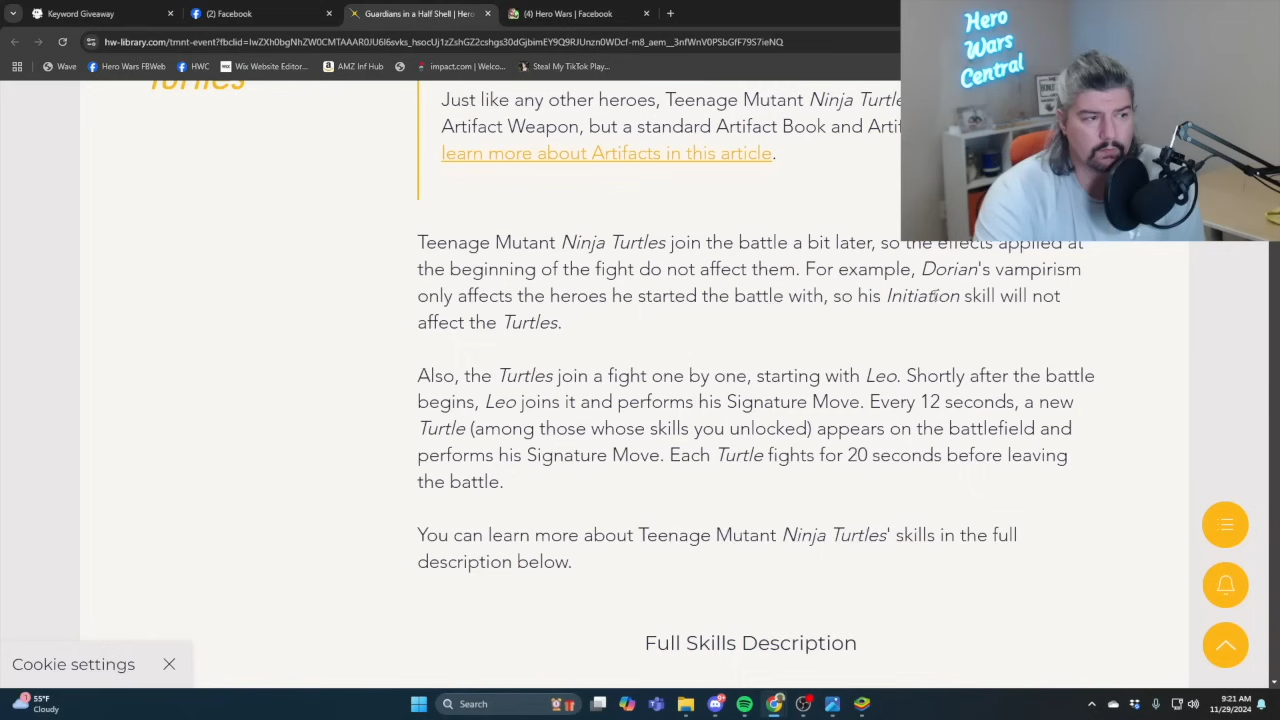 Keyword Giveaway
(2) Facebook
Guardians in a Half Shell | Hero
(4) Hero Wars | Facebook
hw-library.com/tmnt-event?fbclid=
Wave
Hero Wars FBWeb
HWC
Wix Website Editor...
AMZ Inf Hub
impact.com | Welco...
Steal My TikTok Play...
Hero
Wars
Central
Turtles
Just like any other heroes, Teenage Mutant Ninja
Artifact Weapon, but a standard Artifact Book and
learn more about Artifacts in this article.
Teenage Mutant Ninja Turtles join the battle a bit later, so the effects applied at
the beginning of the fight do not affect them. For example, Dorian's vampirism
only affects the heroes he started the battle with, so his Initiation skill will not
affect the Turtles.
Also, the Turtles join a fight one by one, starting with Leo. Shortly after the battle
begins, Leo joins it and performs his Signature Move. Every 12 seconds, a new
Turtle (among those whose skills you unlocked) appears on the battlefield and
performs his Signature Move. Each Turtle fights for 20 seconds before leaving
the battle.
You can learn more about Teenage Mutant Ninja Turtles' skills in the full
description below.
Full Skills Description
Cookie settings
55°F
Cloudy
Search
9:21 AM
11/29/2024